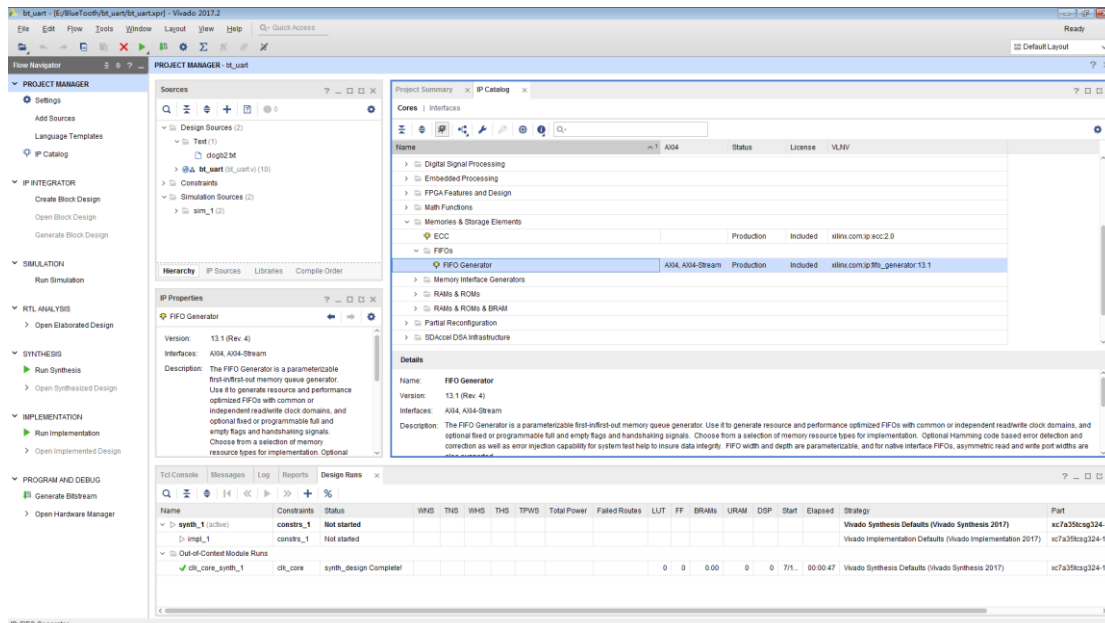 bt_uart - [E:/BlueTooth/bt_uart/bt_uart.xpr] - Vivado 2017.2
File Edit Flow Tools Window Layout View Help Quick Access
Ready
Default Layout
Flow Navigator
PROJECT MANAGER - bt_uart
PROJECT MANAGER
Settings
Add Sources
Language Templates
IP Catalog
IP INTEGRATOR
Create Block Design
Open Block Design
Generate Block Design
SIMULATION
Run Simulation
RTL ANALYSIS
Open Elaborated Design
SYNTHESIS
Run Synthesis
Open Synthesized Design
IMPLEMENTATION
Run Implementation
Open Implemented Design
PROGRAM AND DEBUG
Generate Bitstream
Open Hardware Manager
Sources
0
Design Sources (2)
Text (1)
clogb2.txt
bt_uart (bt_uart.v) (10)
Constraints
Simulation Sources (2)
sim_1 (2)
Hierarchy IP Sources Libraries Compile Order
IP Properties
FIFO Generator
Version: 13.1 (Rev. 4)
Interfaces: AXI4, AXI4-Stream
Description: The FIFO Generator is a parameterizable
first-in/first-out memory queue generator.
Use it to generate resource and performance
optimized FIFOs with common or
independent read/write clock domains, and
optional fixed or programmable full and
empty flags and handshaking signals.
Choose from a selection of memory
resource types for implementation. Optional
Project Summary IP Catalog
Cores | Interfaces
Name 1 AXI4 Status License VLNV
Digital Signal Processing
Embedded Processing
FPGA Features and Design
Math Functions
Memories & Storage Elements
ECC Production Included xilinx.com:ip:ecc:2.0
FIFOs
FIFO Generator AXI4, AXI4-Stream Production Included xilinx.com:ip:fifo_generator:13.1
Memory Interface Generators
RAMs & ROMs
RAMs & ROMs & BRAM
Partial Reconfiguration
SDAccel DSA Infrastructure
Details
Name: FIFO Generator
Version: 13.1 (Rev. 4)
Interfaces: AXI4, AXI4-Stream
Description: The FIFO Generator is a parameterizable first-in/first-out memory queue generator. Use it to generate resource and performance optimized FIFOs with common or independent read/write clock domains, and
optional fixed or programmable full and empty flags and handshaking signals. Choose from a selection of memory resource types for implementation. Optional Hamming code based error detection and
correction as well as error injection capability for system test help to insure data integrity. FIFO width and depth are parameterizable, and for native interface FIFOs, asymmetric read and write port widths are
Tcl Console Messages Log Reports Design Runs
Name Constraints Status WNS TNS WHS THS TPWS Total Power Failed Routes LUT FF BRAMs URAM DSP Start Elapsed Strategy Part
synth_1 (active) constrs_1 Not started Vivado Synthesis Defaults (Vivado Synthesis 2017) xc7a35tcsg324-1
impl_1 constrs_1 Not started Vivado Implementation Defaults (Vivado Implementation 2017) xc7a35tcsg324-1
Out-of-Context Module Runs
clk_core_synth_1 clk_core synth_design Complete! 0 0 0.00 0 0 7/1... 00:00:47 Vivado Synthesis Defaults (Vivado Synthesis 2017) xc7a35tcsg324-1